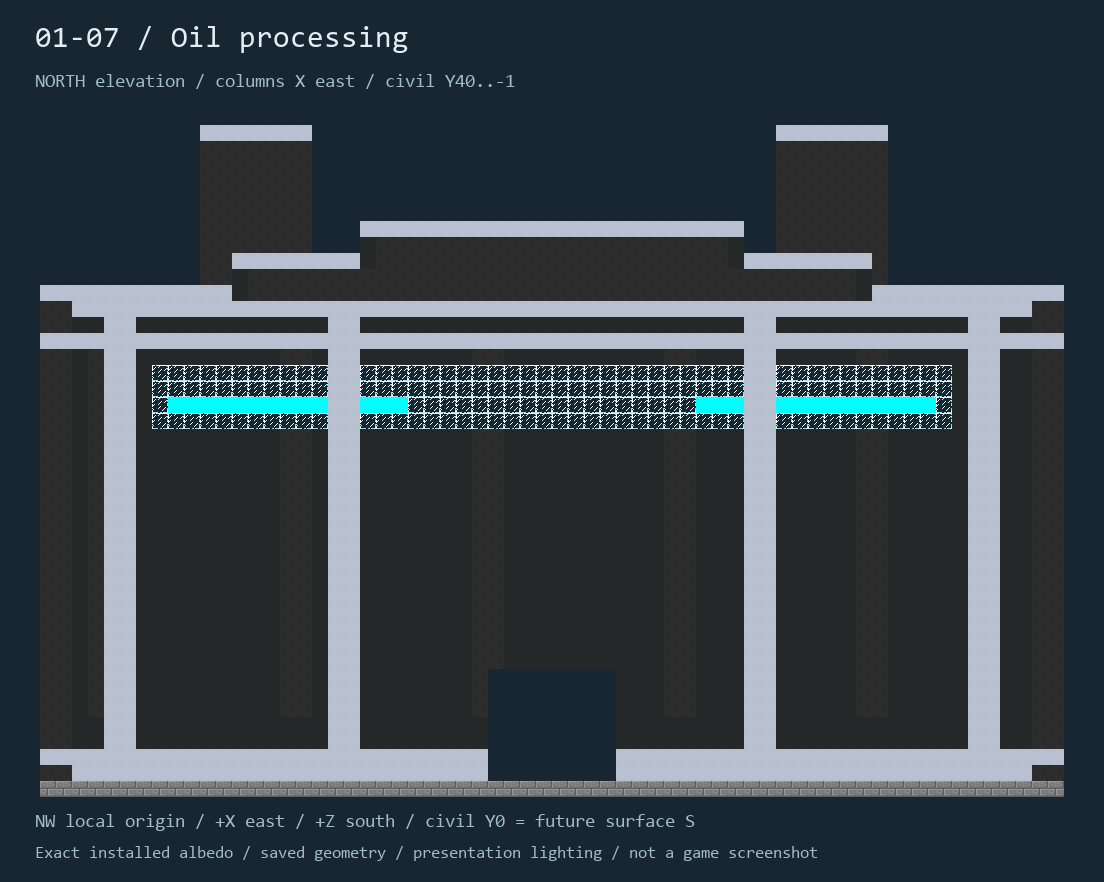 01-07 / Oil processing
NORTH elevation / columns X east / civil Y40..-1
NW local origin / +X east / +Z south / civil Y0 = future surface S
Exact installed albedo / saved geometry / presentation lighting / not a game screenshot